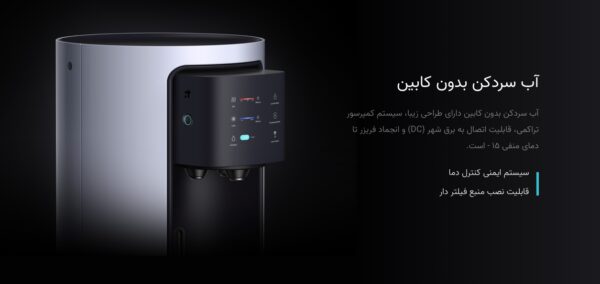 آب سردکن بدون کابین
آب سردکن بدون کابین دارای طراحی زیبا، سیستم کمپرسور
تراکمی، قابلیت اتصال به برق شهر (DC) و انجماد فریزر تا
دمای منفی ۱۵ - است.
سیستم ایمنی کنترل دما
قابلیت نصب منبع فیلتر دار